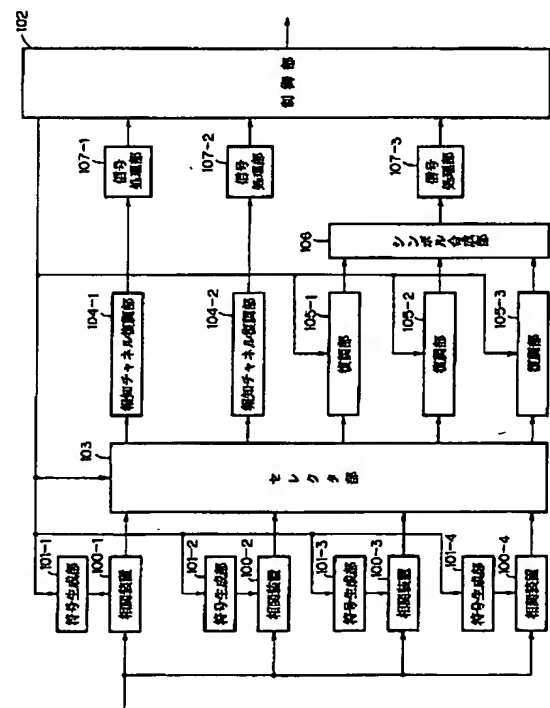 102
制御部
107-1
信号
処理部
107-2
信号
処理部
107-3
信号
処理部
106
シンボル合成部
104-1
報知チャネル復調部
104-2
報知チャネル復調部
105-1
復調部
105-2
復調部
105-3
復調部
103
セレクタ部
101-1
符号生成部
100-1
相関装置
101-2
符号生成部
100-2
相関装置
101-3
符号生成部
100-3
相関装置
101-4
符号生成部
100-4
相関装置